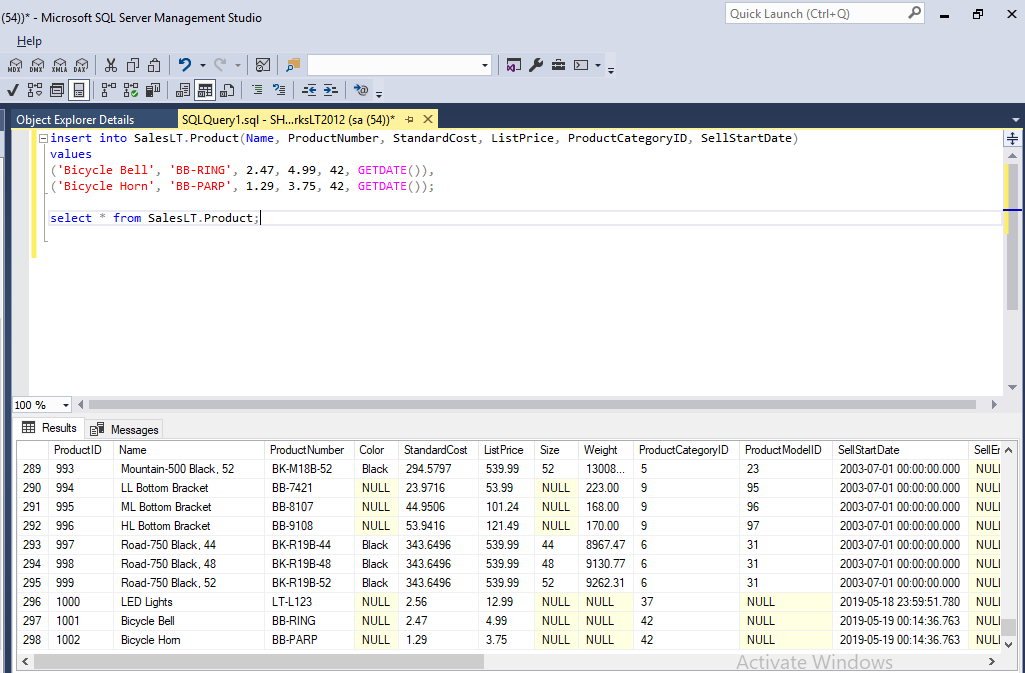 (54))* - Microsoft SQL Server Management Studio
Quick Launch (Ctrl+Q)
Help
MDX DMX XMLA DAX
Object Explorer Details
SQLQuery1.sql - SH...rksLT2012 (sa (54))*
insert into SalesLT.Product(Name, ProductNumber, StandardCost, ListPrice, ProductCategoryID, SellStartDate)
values
('Bicycle Bell', 'BB-RING', 2.47, 4.99, 42, GETDATE()),
('Bicycle Horn', 'BB-PARP', 1.29, 3.75, 42, GETDATE());
select * from SalesLT.Product;
100 %
Results Messages
ProductID Name ProductNumber Color StandardCost ListPrice Size Weight ProductCategoryID ProductModelID SellStartDate SellEr
289 993 Mountain-500 Black, 52 BK-M18B-52 Black 294.5797 539.99 52 13008... 5 23 2003-07-01 00:00:00.000 NULI
290 994 LL Bottom Bracket BB-7421 NULL 23.9716 53.99 NULL 223.00 9 95 2003-07-01 00:00:00.000 NULI
291 995 ML Bottom Bracket BB-8107 NULL 44.9506 101.24 NULL 168.00 9 96 2003-07-01 00:00:00.000 NULI
292 996 HL Bottom Bracket BB-9108 NULL 53.9416 121.49 NULL 170.00 9 97 2003-07-01 00:00:00.000 NULI
293 997 Road-750 Black, 44 BK-R19B-44 Black 343.6496 539.99 44 8967.47 6 31 2003-07-01 00:00:00.000 NULI
294 998 Road-750 Black, 48 BK-R19B-48 Black 343.6496 539.99 48 9130.77 6 31 2003-07-01 00:00:00.000 NULI
295 999 Road-750 Black, 52 BK-R19B-52 Black 343.6496 539.99 52 9262.31 6 31 2003-07-01 00:00:00.000 NULI
296 1000 LED Lights LT-L123 NULL 2.56 12.99 NULL NULL 37 NULL 2019-05-18 23:59:51.780 NULI
297 1001 Bicycle Bell BB-RING NULL 2.47 4.99 NULL NULL 42 NULL 2019-05-19 00:14:36.763 NULI
298 1002 Bicycle Horn BB-PARP NULL 1.29 3.75 NULL NULL 42 NULL 2019-05-19 00:14:36.763 NULI
Activate Windows